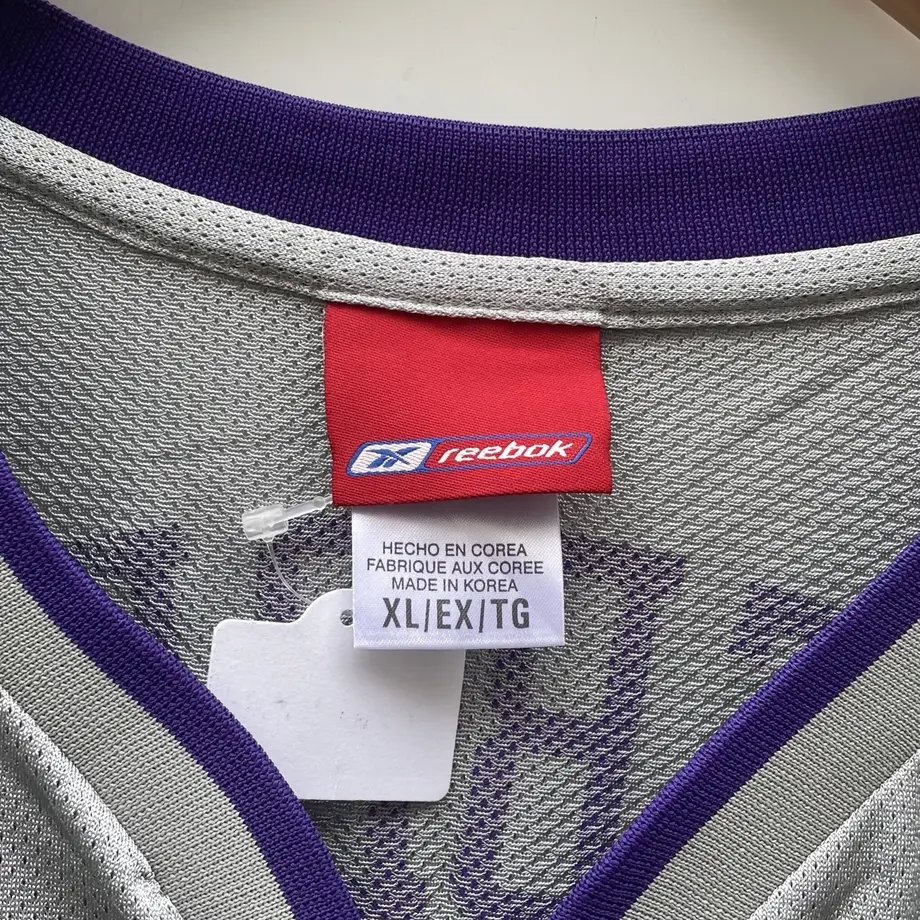 reebok
HECHO EN COREA
FABRIQUE AUX COREE
MADE IN KOREA
XL/EX/TG